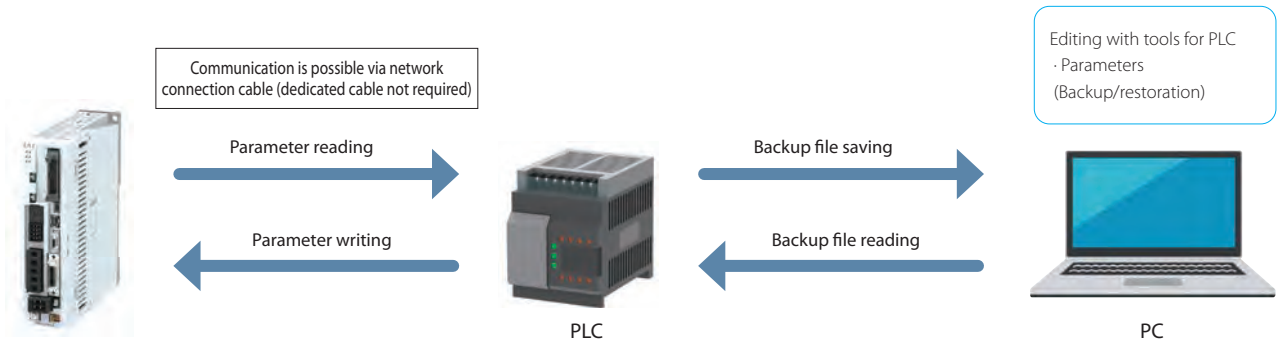 Communication is possible via network
connection cable (dedicated cable not required)
Editing with tools for PLC
· Parameters
(Backup/restoration)
Parameter reading
Backup file saving
Parameter writing
Backup file reading
PLC
PC